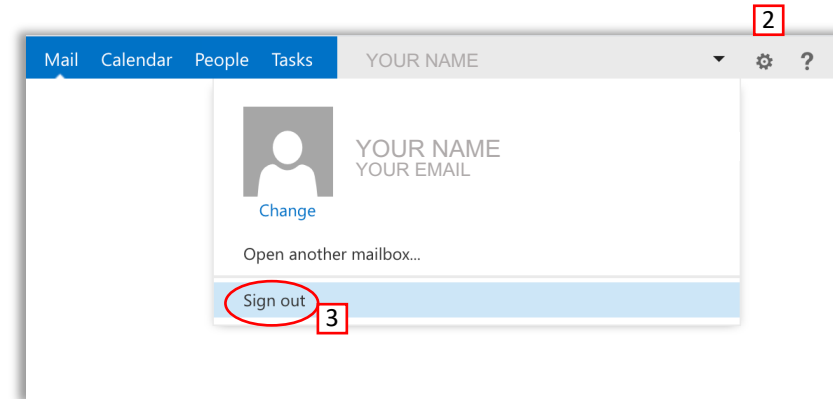 2
Mail Calendar People Tasks YOUR NAME ?
YOUR NAME
YOUR EMAIL
Change
Open another mailbox...
Sign out
3